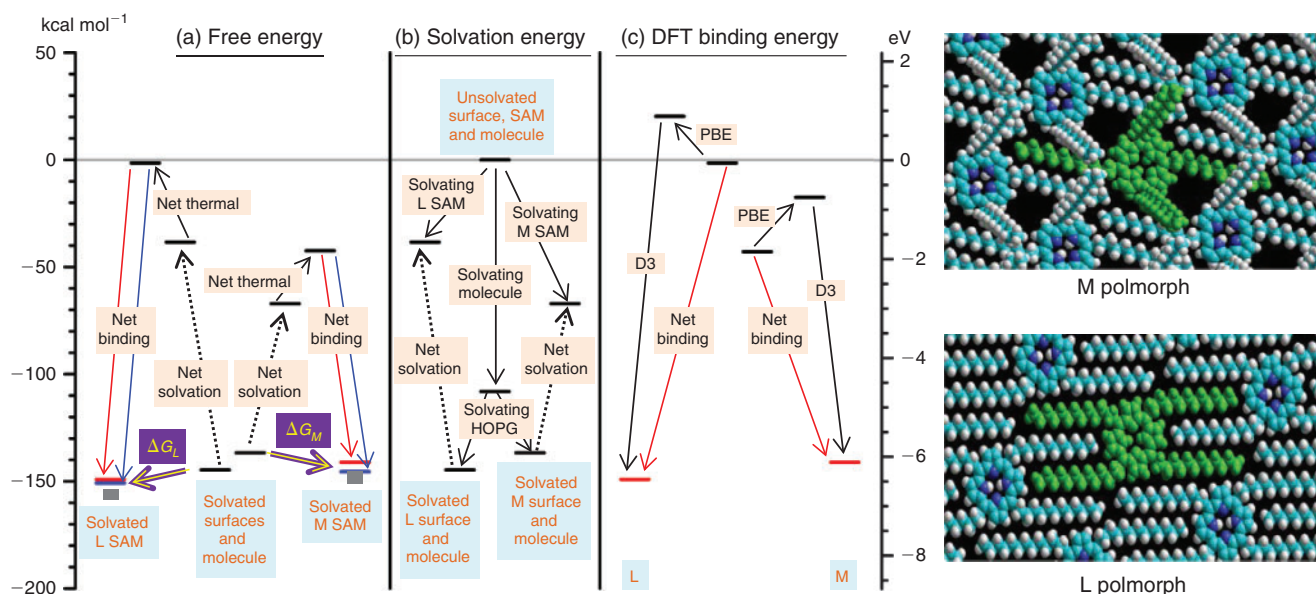 kcal mol−1
(a) Free energy
(b) Solvation energy
(c) DFT binding energy
eV
50
0
−50
−100
−150
−200
2
0
−2
−4
−6
−8
Net thermal
Net thermal
Net
binding
Net
solvation
Net
solvation
Net
binding
ΔGL
ΔGM
Solvated
L SAM
Solvated
surfaces
and
molecule
Solvated
M SAM
Unsolvated
surface, SAM
and molecule
Solvating
L SAM
Solvating
M SAM
Solvating
molecule
Net
solvation
Net
solvation
Solvating
HOPG
Solvated
L surface
and
molecule
Solvated
M surface
and
molecule
PBE
PBE
D3
D3
Net
binding
Net
binding
L
M
M polmorph
L polmorph